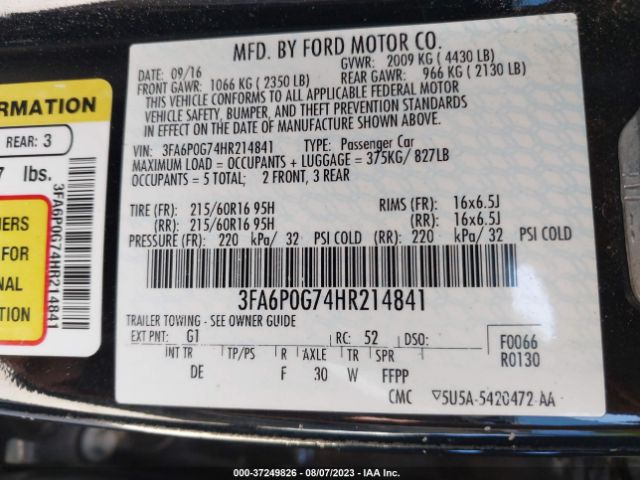 MFD. BY FORD MOTOR CO.
DATE: 09/16 GVWR: 2009 KG ( 4430 LB)
FRONT GAWR: 1066 KG ( 2350 LB) REAR GAWR: 966 KG ( 2130 LB)
THIS VEHICLE CONFORMS TO ALL APPLICABLE FEDERAL MOTOR
VEHICLE SAFETY, BUMPER, AND THEFT PREVENTION STANDARDS
IN EFFECT ON THE DATE OF MANUFACTURE SHOWN ABOVE.
VIN: 3FA6P0G74HR214841 TYPE: Passenger Car
MAXIMUM LOAD = OCCUPANTS + LUGGAGE = 375KG/ 827LB
OCCUPANTS = 5 TOTAL; 2 FRONT, 3 REAR
TIRE (FR): 215/60R16 95H RIMS (FR): 16x6.5J
(RR): 215/60R16 95H (RR): 16x6.5J
PRESSURE (FR): 220 kPa/ 32 PSI COLD (RR): 220 kPa/ 32 PSI COLD
3FA6P0G74HR214841
TRAILER TOWING - SEE OWNER GUIDE
EXT PNT: G1 RC: 52 DSO:
F0066
R0130
INT TR TP/PS R AXLE TR SPR
DE F 30 W FFPP
CMC ▽5U5A-5420472-AA
ORMATION
REAR: 3
7 lbs.
3FA6P0G74HR214841
ERS
FOR
NAL
ION
000-37249826 - 08/07/2023 - IAA Inc.